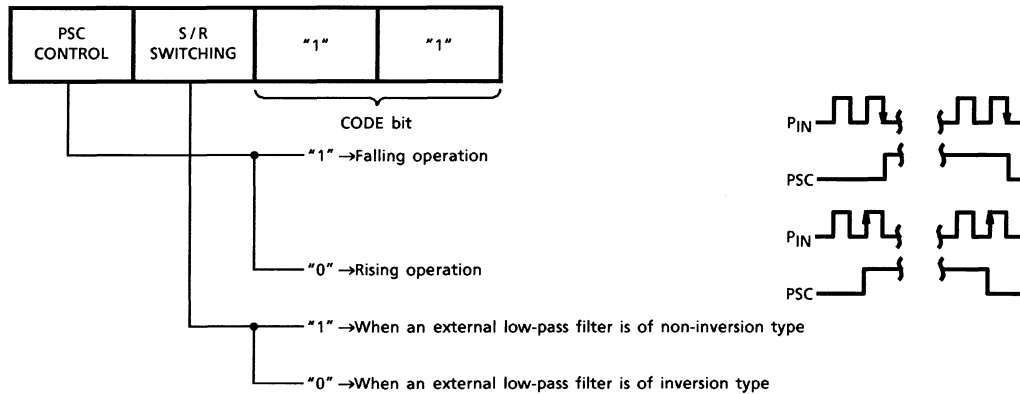 PSC CONTROL
S/R SWITCHING
"1"
"1"
CODE bit
"1" →Falling operation
"0" →Rising operation
"1" →When an external low-pass filter is of non-inversion type
"0" →When an external low-pass filter is of inversion type
PIN
PSC
PIN
PSC